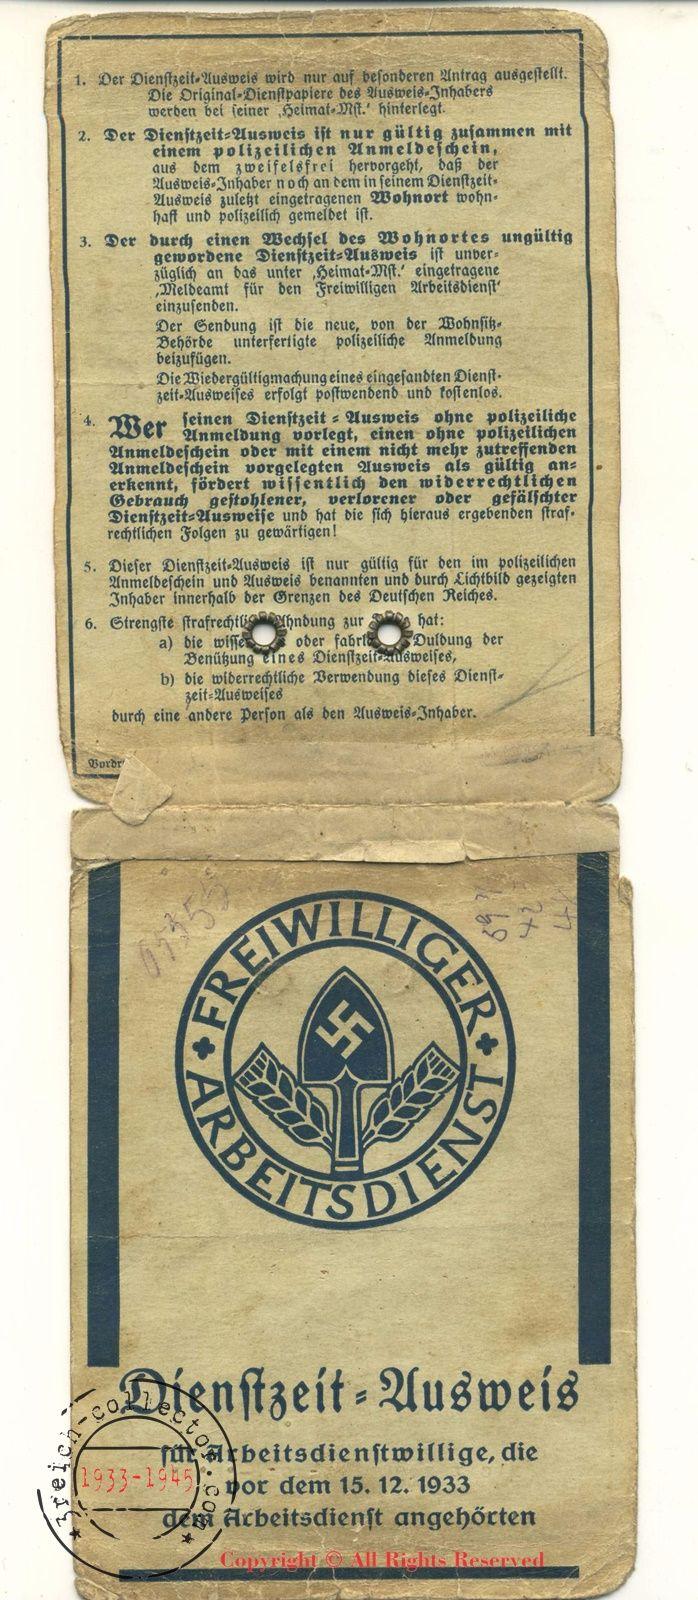 1. Der Dienstzeit-Ausweis wird nur auf besonderen Antrag ausgestellt.
Die Original-Dienstpapiere des Ausweis-Inhabers
werden bei seiner ‚Heimat-Mst.' hinterlegt.
2. Der Dienstzeit-Ausweis ist nur gültig zusammen mit
einem polizeilichen Anmeldeschein,
aus dem zweifelsfrei hervorgeht, daß der
Ausweis-Inhaber noch an dem in seinem Dienstzeit-
Ausweis zuletzt eingetragenen Wohnort wohn-
haft und polizeilich gemeldet ist.
3. Der durch einen Wechsel des Wohnortes ungültig
gewordene Dienstzeit-Ausweis ist unver-
züglich an das unter ‚Heimat-Mst.' eingetragene
‚Meldeamt für den Freiwilligen Arbeitsdienst'
einzusenden.
Der Sendung ist die neue, von der Wohnsitz-
Behörde unterfertigte polizeiliche Anmeldung
beizufügen.
Die Wiedergültigmachung eines eingesandten Dienst-
zeit-Ausweises erfolgt postwendend und kostenlos.
4. Wer seinen Dienstzeit-Ausweis ohne polizeiliche
Anmeldung vorlegt, einen ohne polizeilichen
Anmeldeschein oder mit einem nicht mehr zutreffenden
Anmeldeschein vorgelegten Ausweis als gültig an-
erkennt, fördert wissentlich den widerrechtlichen
Gebrauch gestohlener, verlorener oder gefälschter
Dienstzeit-Ausweise und hat die sich hieraus ergebenden straf-
rechtlichen Folgen zu gewärtigen!
5. Dieser Dienstzeit-Ausweis ist nur gültig für den im polizeilichen
Anmeldeschein und Ausweis benannten und durch Lichtbild gezeigten
Inhaber innerhalb der Grenzen des Deutschen Reiches.
6. Strengste strafrechtliche Ahndung zur hat:
a) die oder Duldung der
Benützung eines Dienstzeit-Ausweises,
b) die widerrechtliche Verwendung dieses Dienst-
zeit-Ausweises
durch eine andere Person als den Ausweis-Inhaber.
FREIWILLIGER
ARBEITSDIENST
Dienstzeit-Ausweis
für Arbeitsdienstwillige, die
vor dem 15. 12. 1933
dem Arbeitsdienst angehörten
3reich-collector.com
1933-1945
Copyright © All Rights Reserved